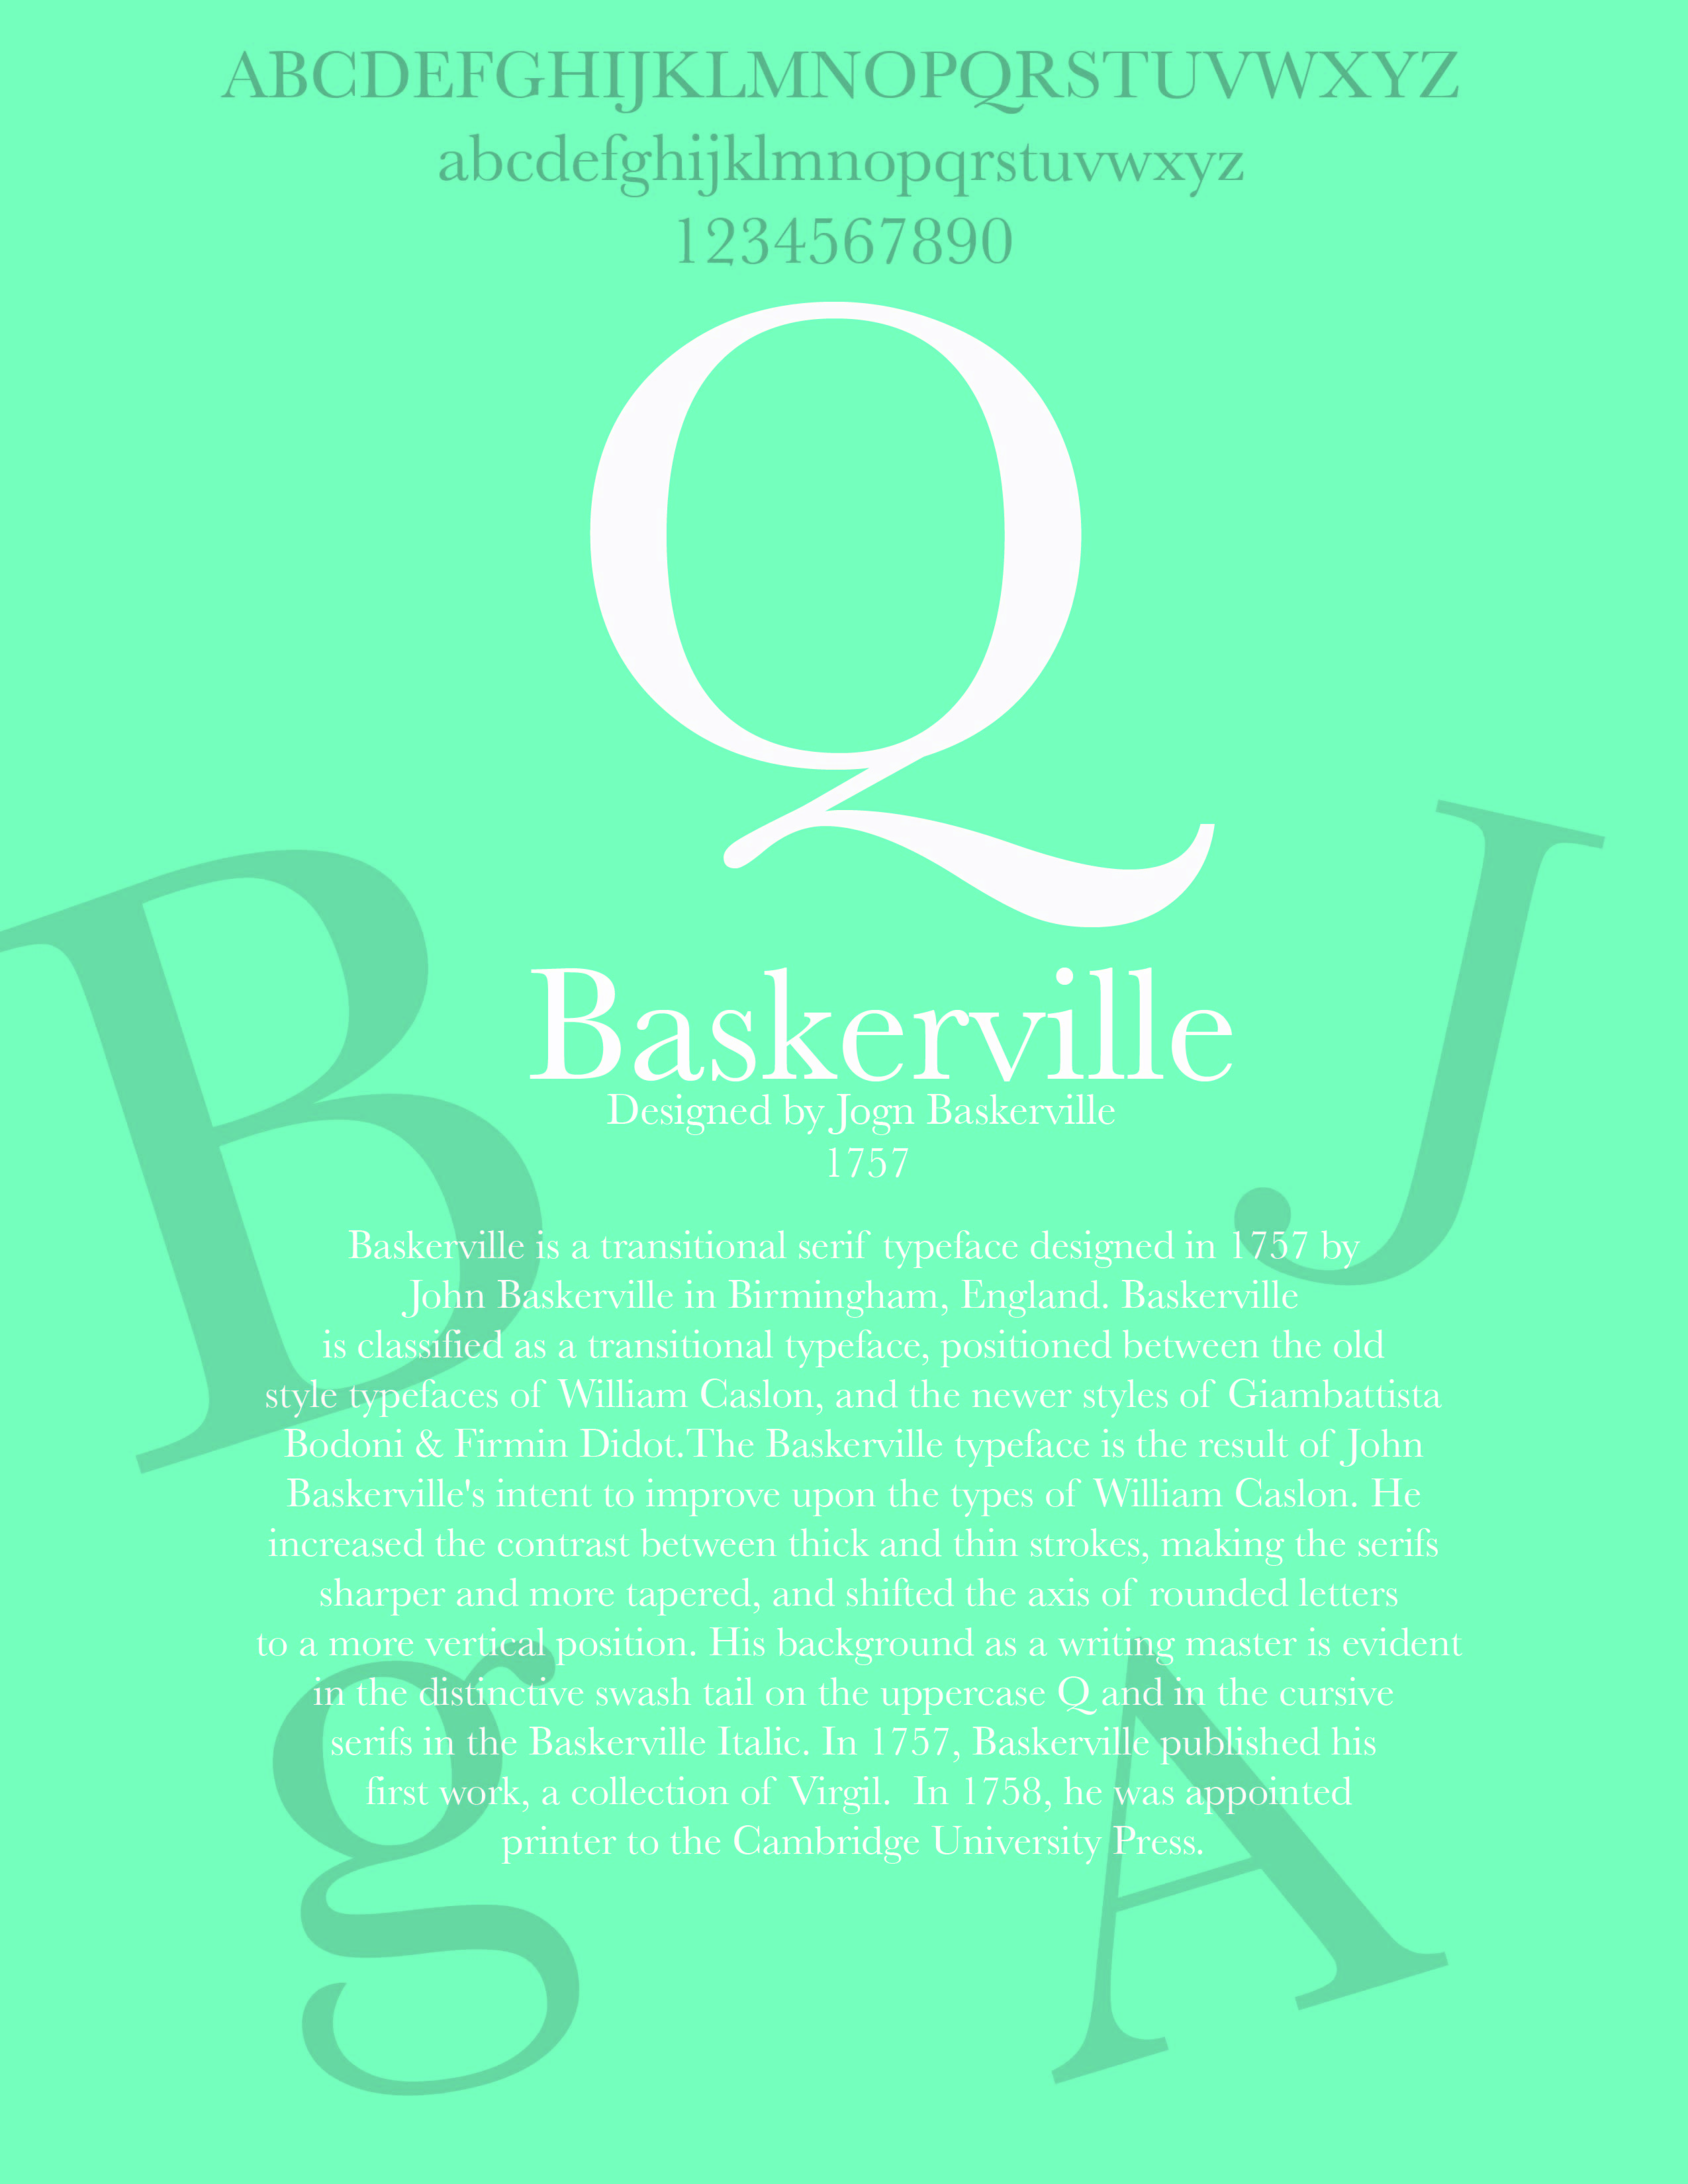 ABCDEFGHIJKLMNOPQRSTUVWXYZ
abcdefghijklmnopqrstuvwxyz
1234567890
Q
B
J
Baskerville
Designed by Jogn Baskerville
1757
Baskerville is a transitional serif typeface designed in 1757 by
John Baskerville in Birmingham, England. Baskerville
is classified as a transitional typeface, positioned between the old
style typefaces of William Caslon, and the newer styles of Giambattista
Bodoni & Firmin Didot.The Baskerville typeface is the result of John
Baskerville's intent to improve upon the types of William Caslon. He
increased the contrast between thick and thin strokes, making the serifs
sharper and more tapered, and shifted the axis of rounded letters
to a more vertical position. His background as a writing master is evident
in the distinctive swash tail on the uppercase Q and in the cursive
serifs in the Baskerville Italic. In 1757, Baskerville published his
first work, a collection of Virgil. In 1758, he was appointed
printer to the Cambridge University Press.
g
A